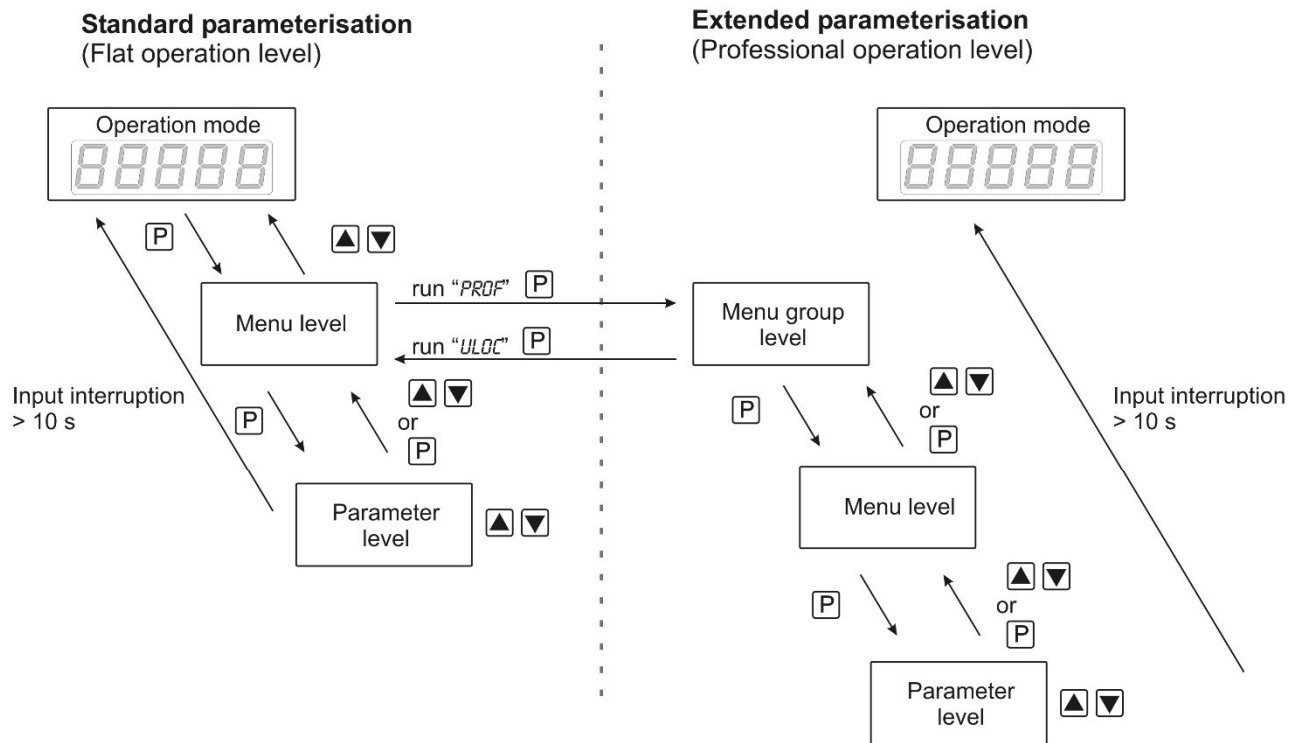 Standard parameterisation
(Flat operation level)
Extended parameterisation
(Professional operation level)
Operation mode
88888
Operation mode
88888
P
▲ ▼
Menu level
run “PROF” P
run “ULOC” P
Menu group
level
Input interruption
> 10 s
P
▲ ▼
or
P
Parameter
level
▲ ▼
P
▲ ▼
or
P
Input interruption
> 10 s
Menu level
P
▲ ▼
or
P
Parameter
level
▲ ▼